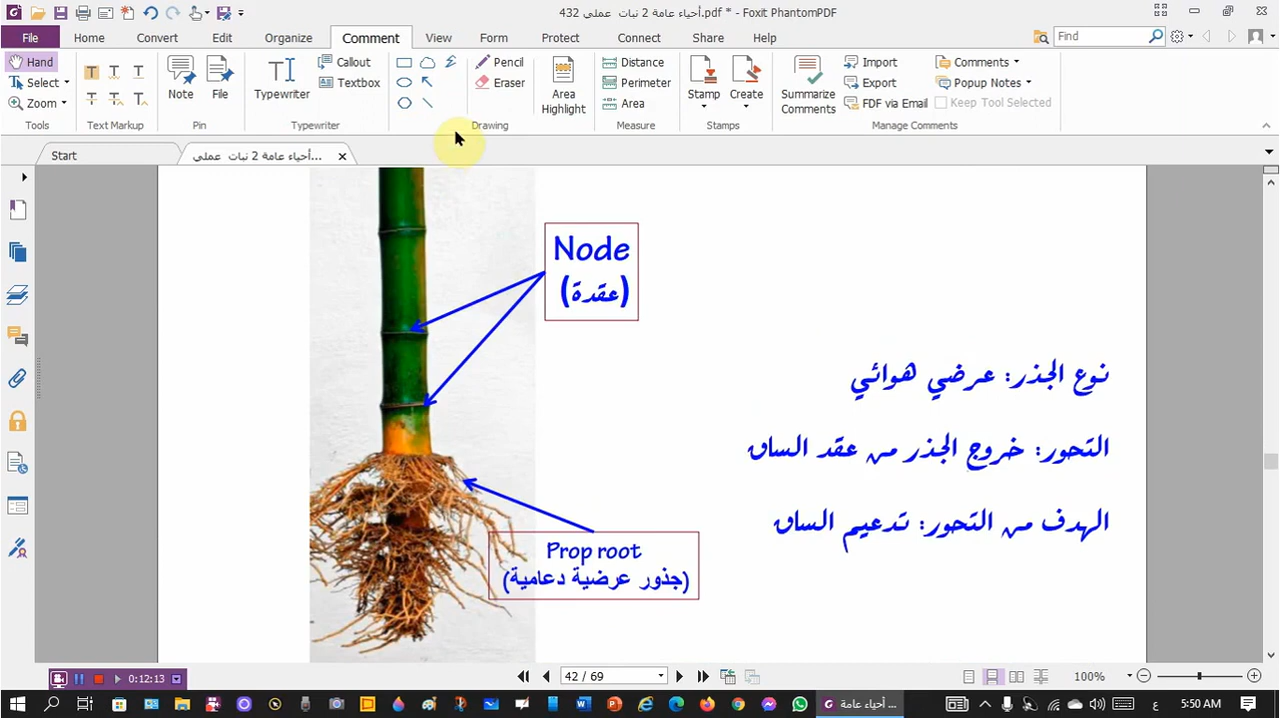 أحياء عامة 2 نبات عملي 432.pdf * - Foxit PhantomPDF
File
Home
Convert
Edit
Organize
Comment
View
Form
Protect
Connect
Share
Help
Find
Hand
Select
Zoom
Tools
Text Markup
Note
File
Pin
Typewriter
Callout
Textbox
Typewriter
Pencil
Eraser
Drawing
Area
Highlight
Distance
Perimeter
Area
Measure
Stamp
Create
Stamps
Summarize
Comments
Import
Export
FDF via Email
Comments
Popup Notes
Keep Tool Selected
Manage Comments
Start
أحياء عامة 2 نبات عملي...
Node
(عقدة)
نوع الجذر: عرضي هوائي
التحور: خروج الجذر من عقد الساق
الهدف من التحور: تدعيم الساق
Prop root
(جذور عرضية دعامية)
0:12:13
42 / 69
100%
أحياء عامة ...
ع
5:50 AM